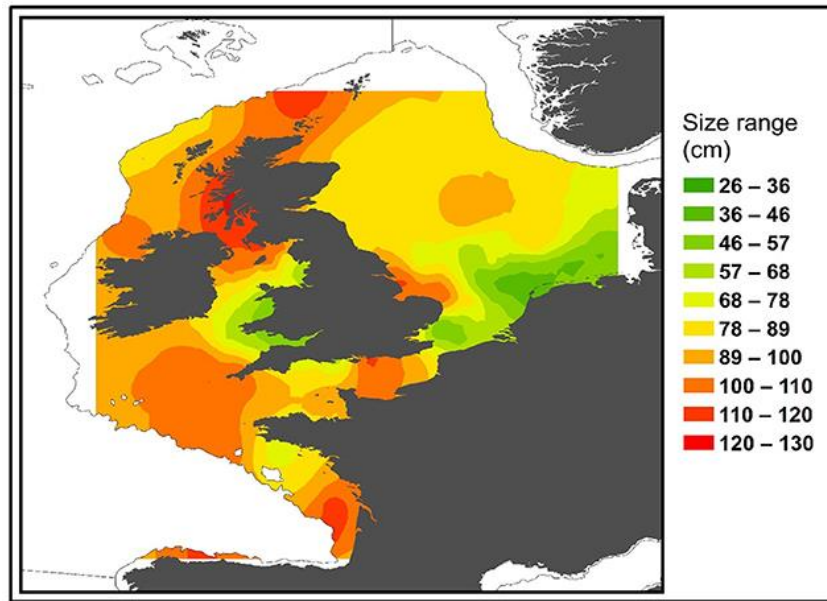 Size range
(cm)
26 – 36
36 – 46
46 – 57
57 – 68
68 – 78
78 – 89
89 – 100
100 – 110
110 – 120
120 – 130